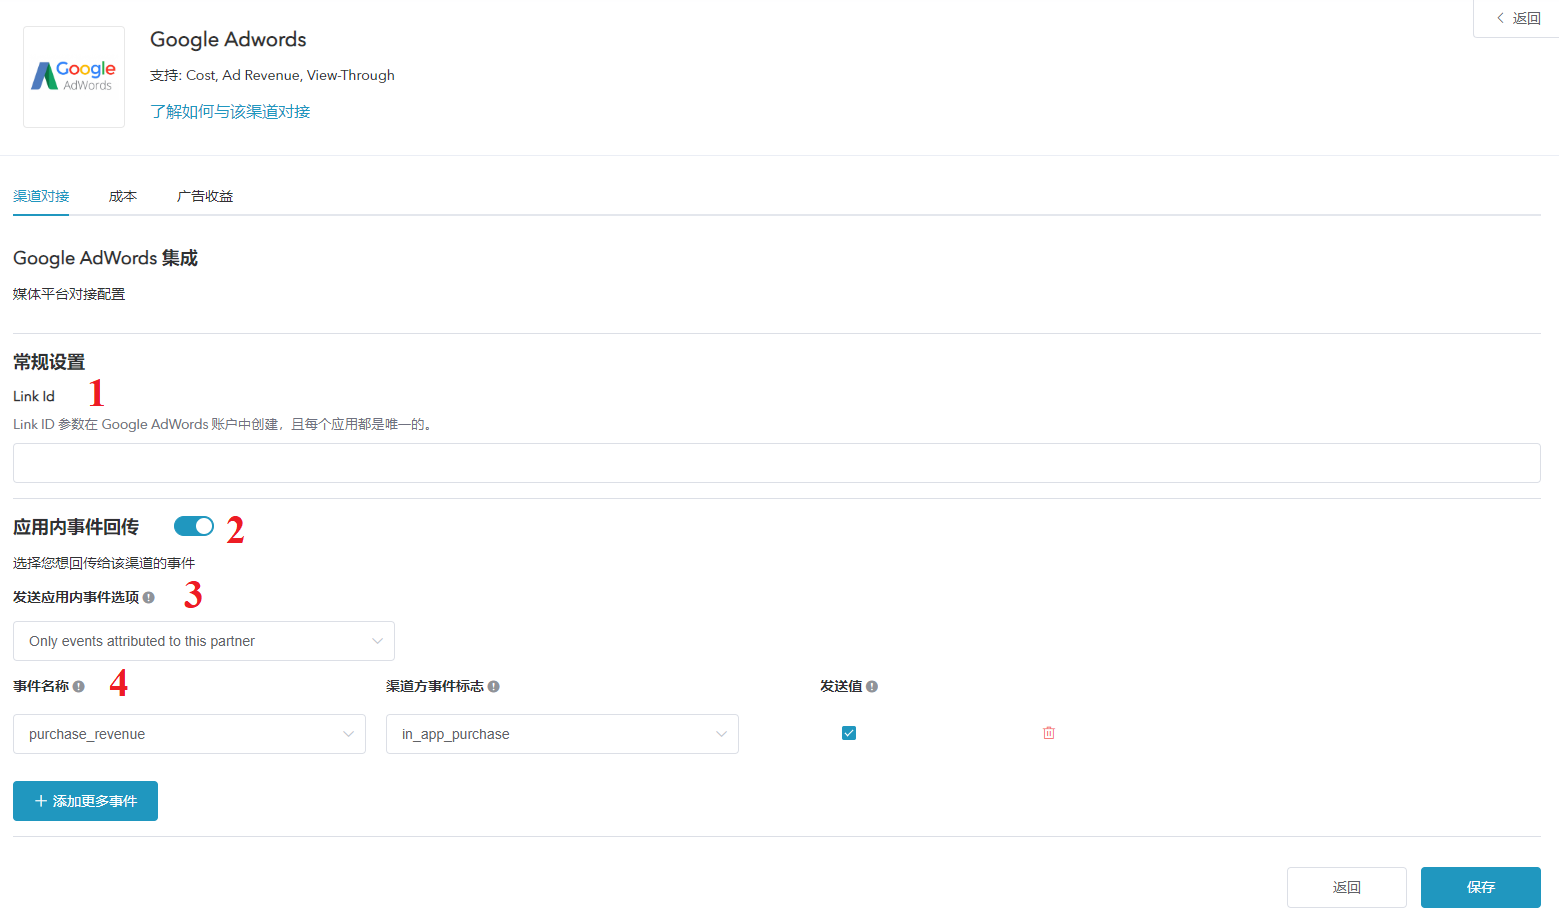 返回
Google AdWords
Google Adwords
支持: Cost, Ad Revenue, View-Through
了解如何与该渠道对接
渠道对接 成本 广告收益
Google AdWords 集成
媒体平台对接配置
常规设置
Link Id 1
Link ID 参数在 Google AdWords 账户中创建，且每个应用都是唯一的。
应用内事件回传 2
选择您想回传给该渠道的事件
发送应用内事件选项 3
Only events attributed to this partner
事件名称 4 渠道方事件标志 发送值
purchase_revenue in_app_purchase
添加更多事件
返回 保存